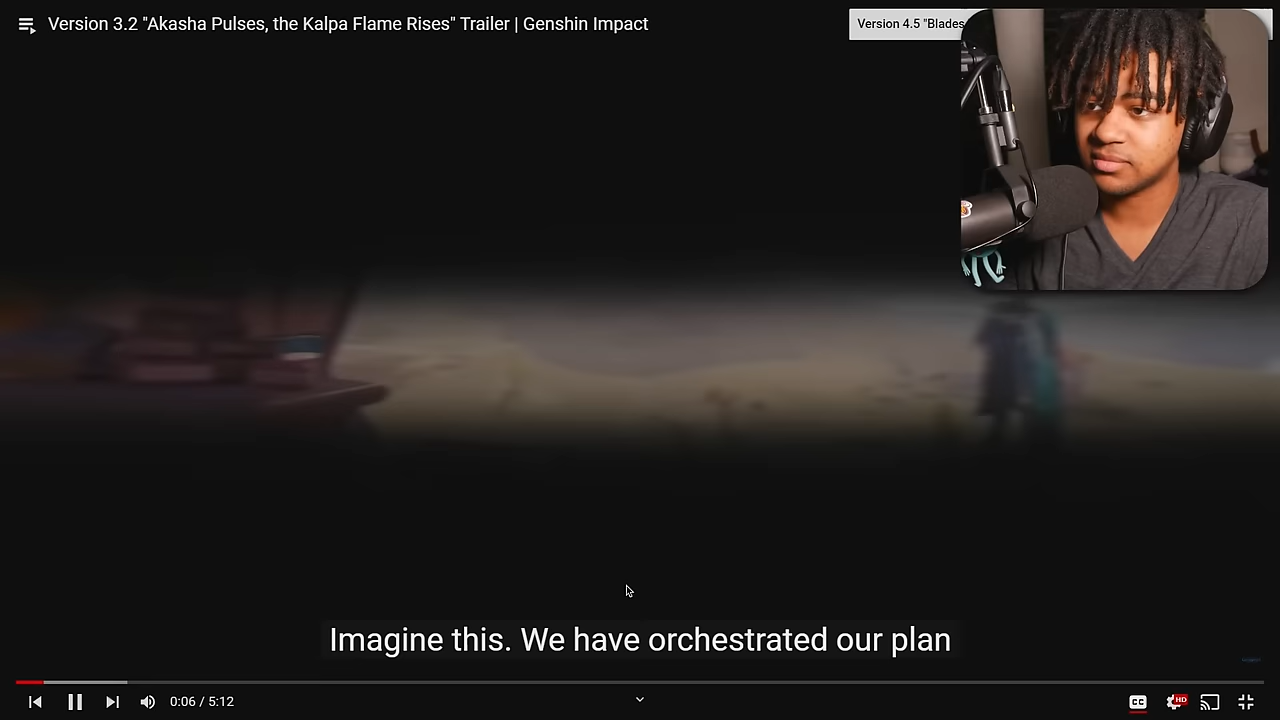 Version 3.2 "Akasha Pulses, the Kalpa Flame Rises" Trailer | Genshin Impact
Version 4.5 "Blades
Imagine this. We have orchestrated our plan
0:06 / 5:12
CC
HD